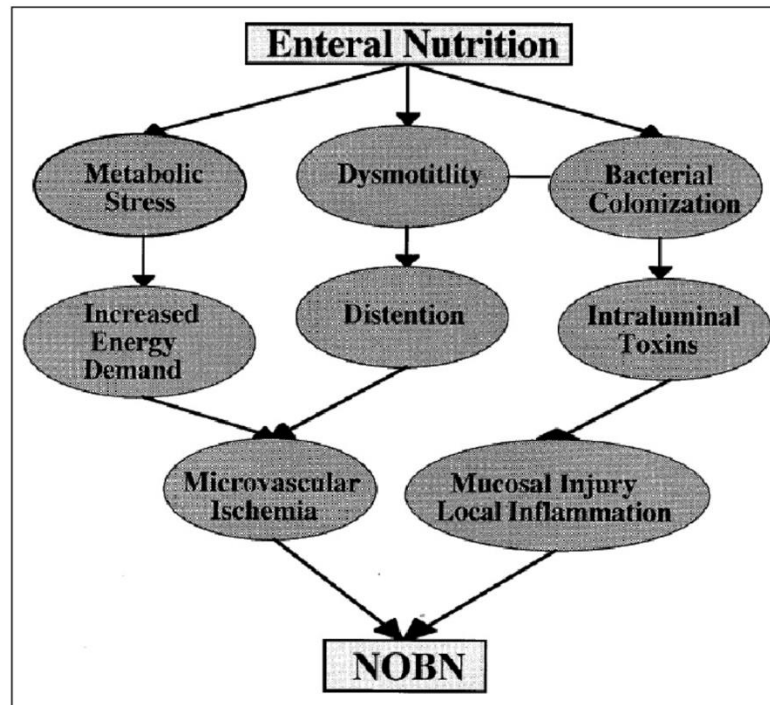 Enteral Nutrition
Metabolic
Stress
Dysmotitlity
Bacterial
Colonization
Increased
Energy
Demand
Distention
Intraluminal
Toxins
Microvascular
Ischemia
Mucosal Injury
Local Inflammation
NOBN